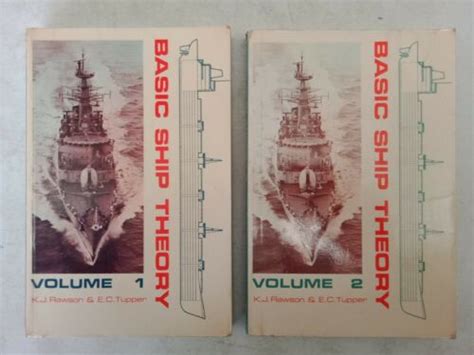 BASIC SHIP THEORY
VOLUME 1
K.J. Rawson & E.C. Tupper
BASIC SHIP THEORY
VOLUME 2
K.J. Rawson & E.C. Tupper